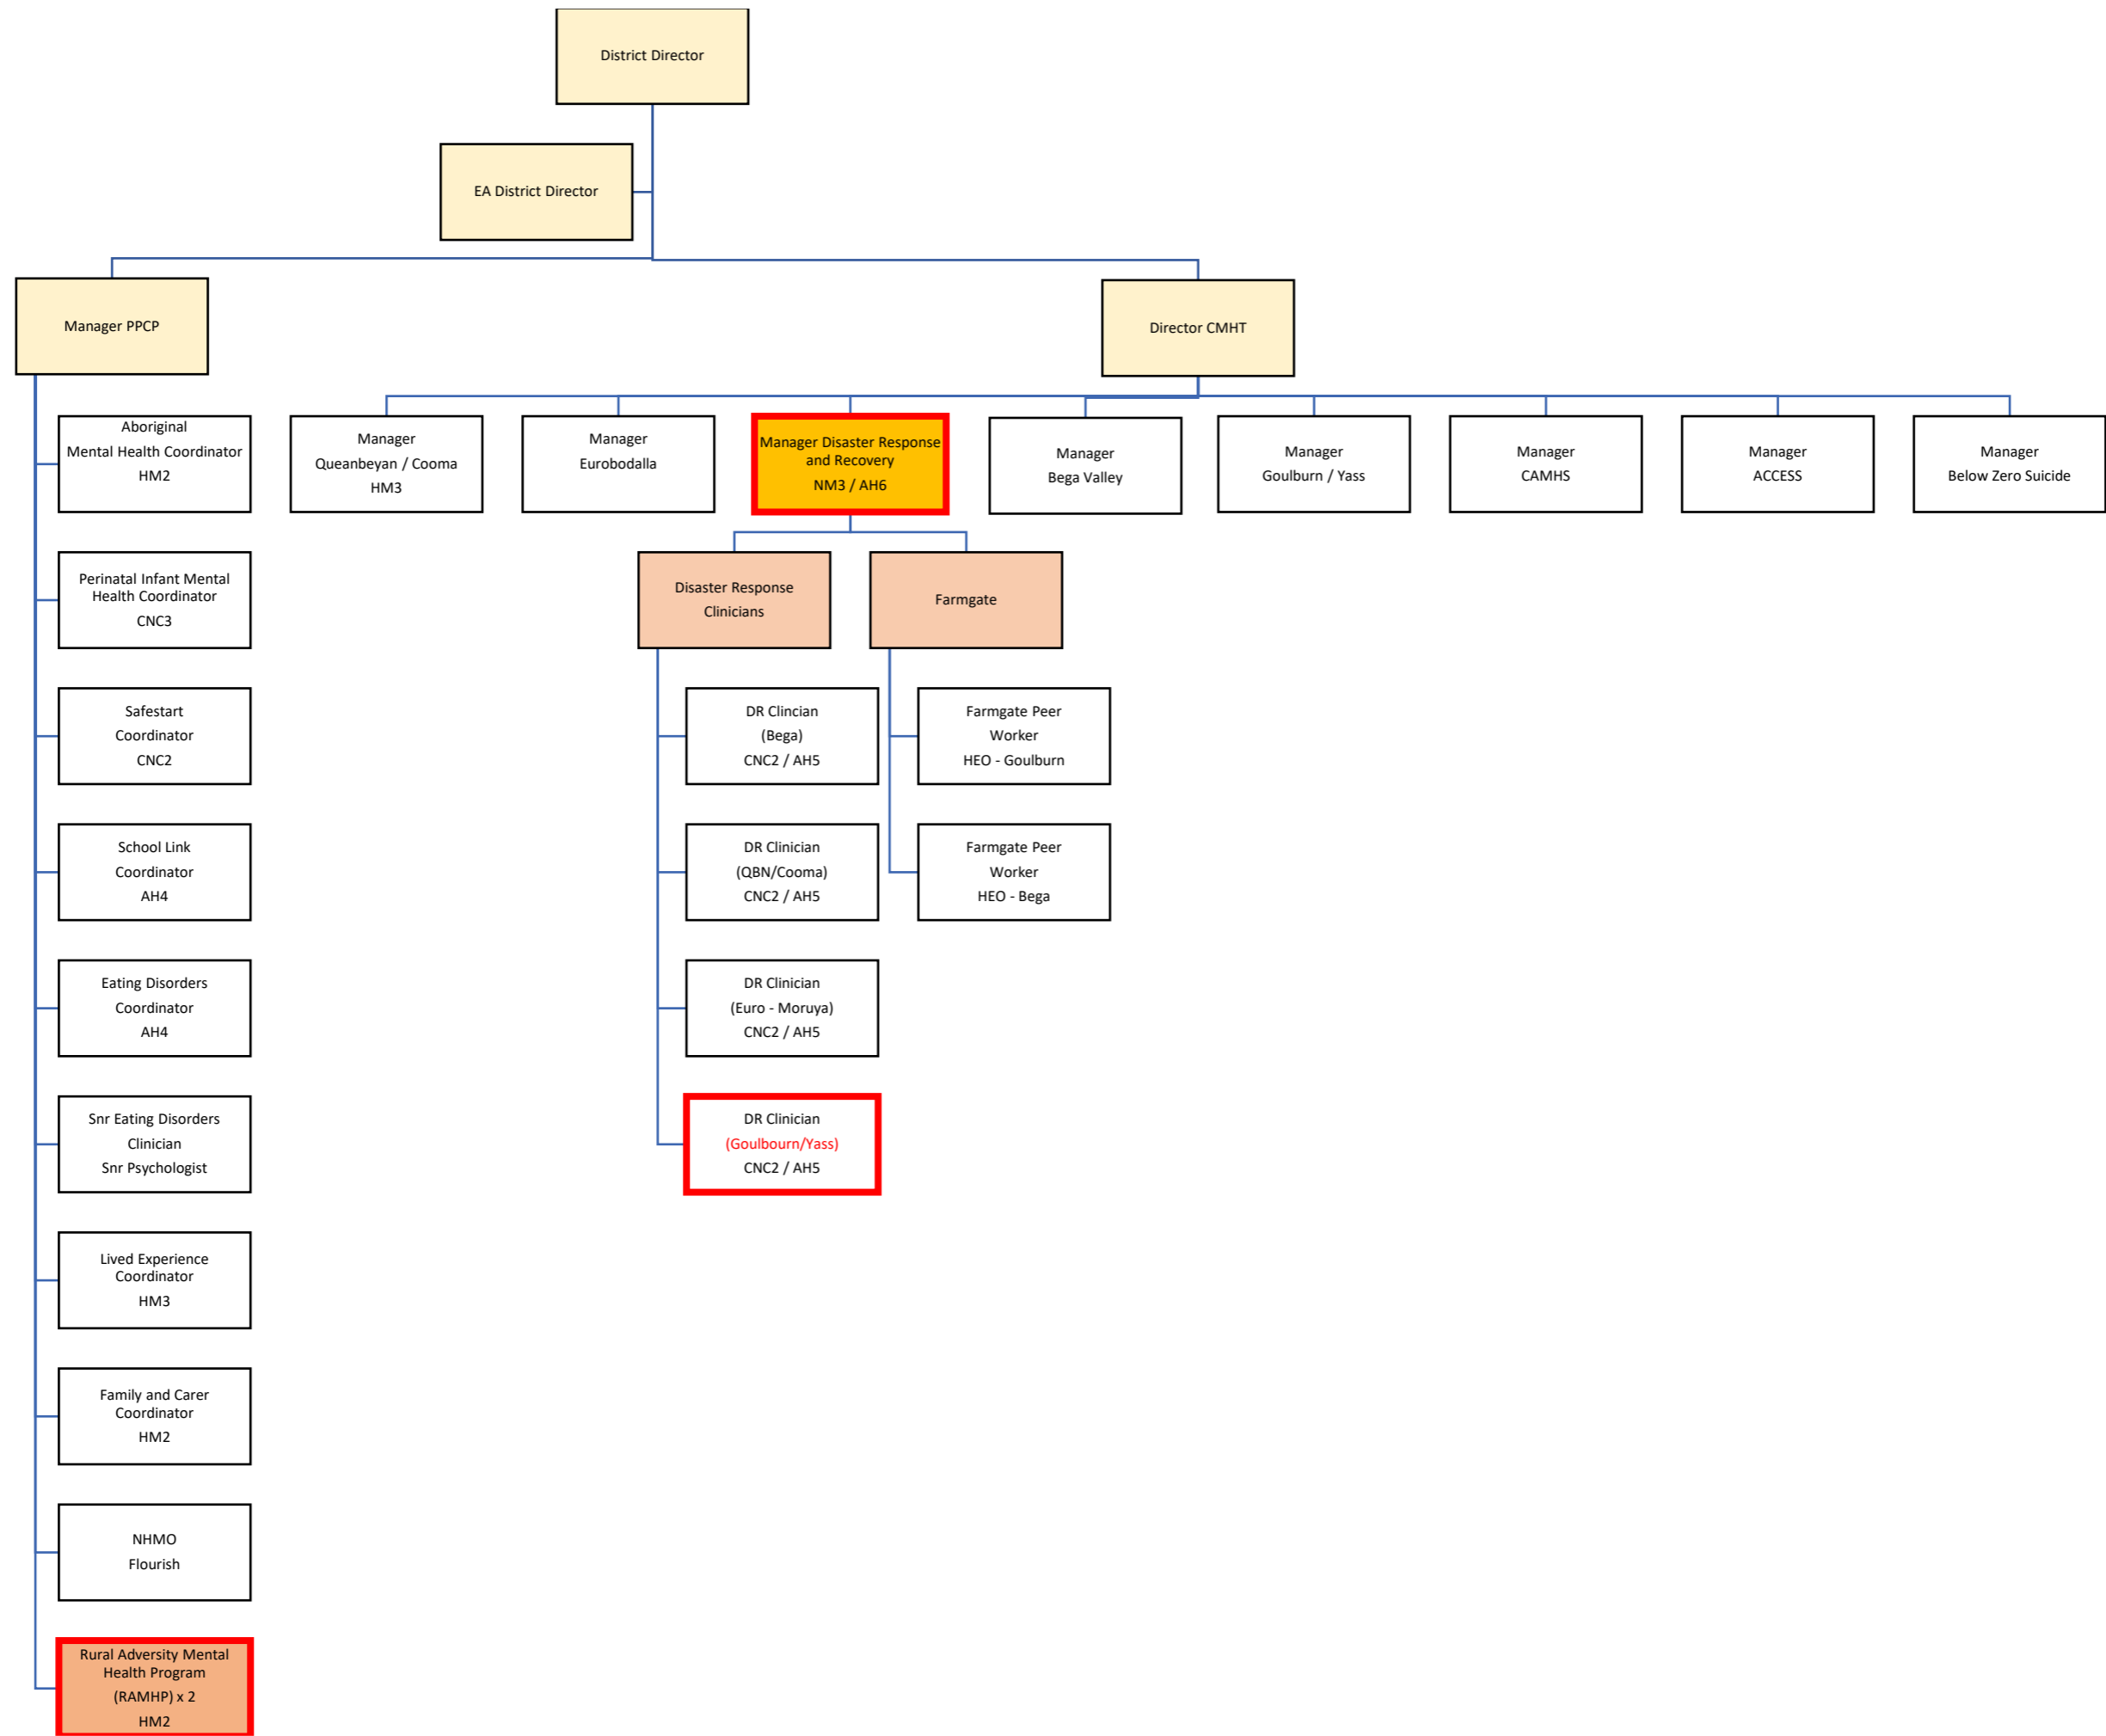 District Director
EA District Director
Manager PPCP
Director CMHT
Aboriginal
Mental Health Coordinator
HM2
Manager
Queanbeyan / Cooma
HM3
Manager
Eurobodalla
Manager Disaster Response
and Recovery
NM3 / AH6
Manager
Bega Valley
Manager
Goulburn / Yass
Manager
CAMHS
Manager
ACCESS
Manager
Below Zero Suicide
Perinatal Infant Mental
Health Coordinator
CNC3
Disaster Response
Clinicians
Farmgate
Safestart
Coordinator
CNC2
DR Clincian
(Bega)
CNC2 / AH5
Farmgate Peer
Worker
HEO - Goulburn
School Link
Coordinator
AH4
DR Clinician
(QBN/Cooma)
CNC2 / AH5
Farmgate Peer
Worker
HEO - Bega
Eating Disorders
Coordinator
AH4
DR Clinician
(Euro - Moruya)
CNC2 / AH5
Snr Eating Disorders
Clinician
Snr Psychologist
DR Clinician
(Goulbourn/Yass)
CNC2 / AH5
Lived Experience
Coordinator
HM3
Family and Carer
Coordinator
HM2
NHMO
Flourish
Rural Adversity Mental
Health Program
(RAMHP) x 2
HM2